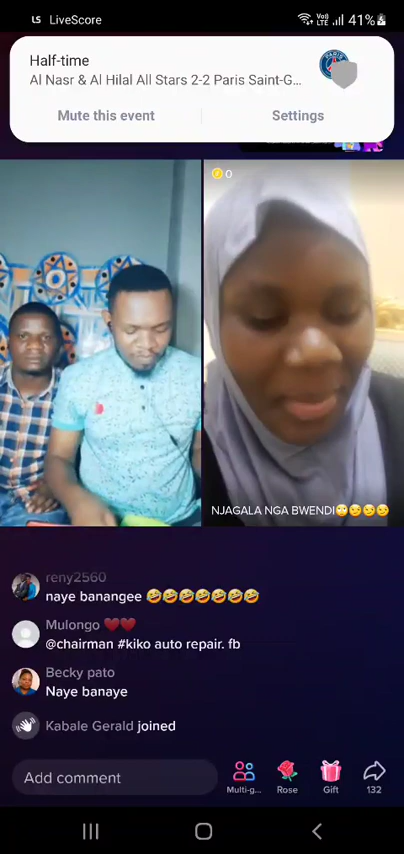 LS LiveScore
Vo)) LTE 41%
Half-time
Al Nasr & Al Hilal All Stars 2-2 Paris Saint-G...
Mute this event
Settings
0
NJAGALA NGA BWENDI🙄😏😏😏
reny2560
naye banangee 🤣🤣🤣🤣🤣🤣🤣
Mulongo ❤️❤️
@chairman #kiko auto repair. fb
Becky pato
Naye banaye
Kabale Gerald joined
Add comment
Multi-g...
Rose
Gift
132